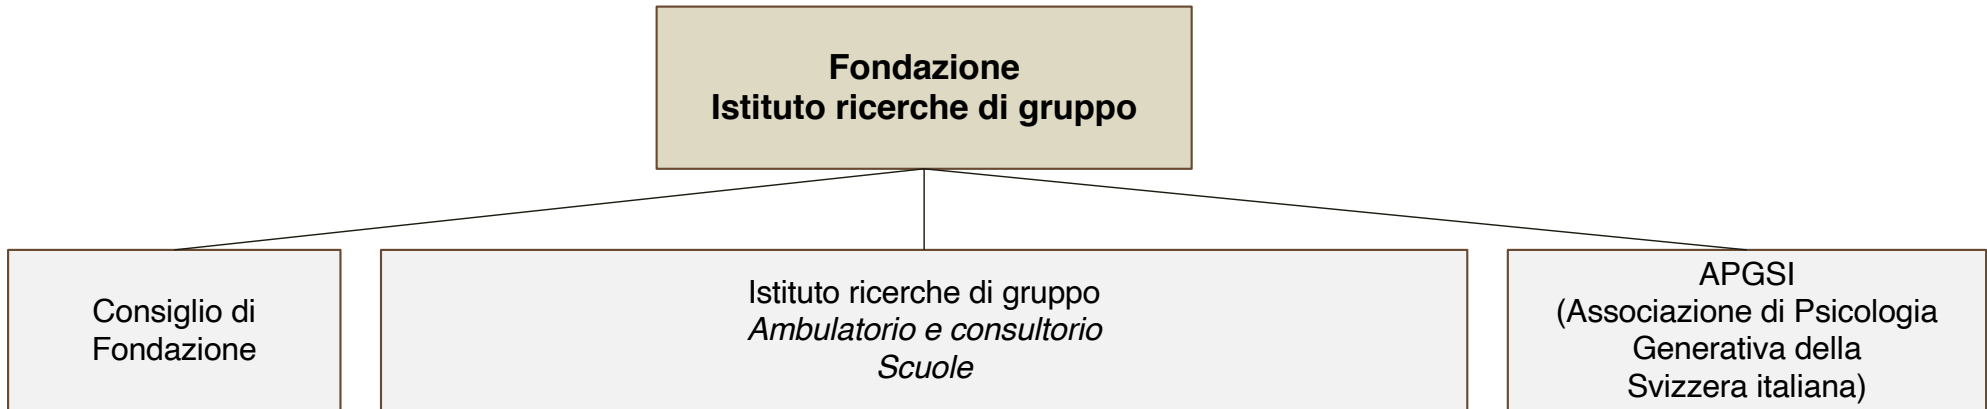 Fondazione
Istituto ricerche di gruppo
Consiglio di
Fondazione
Istituto ricerche di gruppo
Ambulatorio e consultorio
Scuole
APGSI
(Associazione di Psicologia
Generativa della
Svizzera italiana)